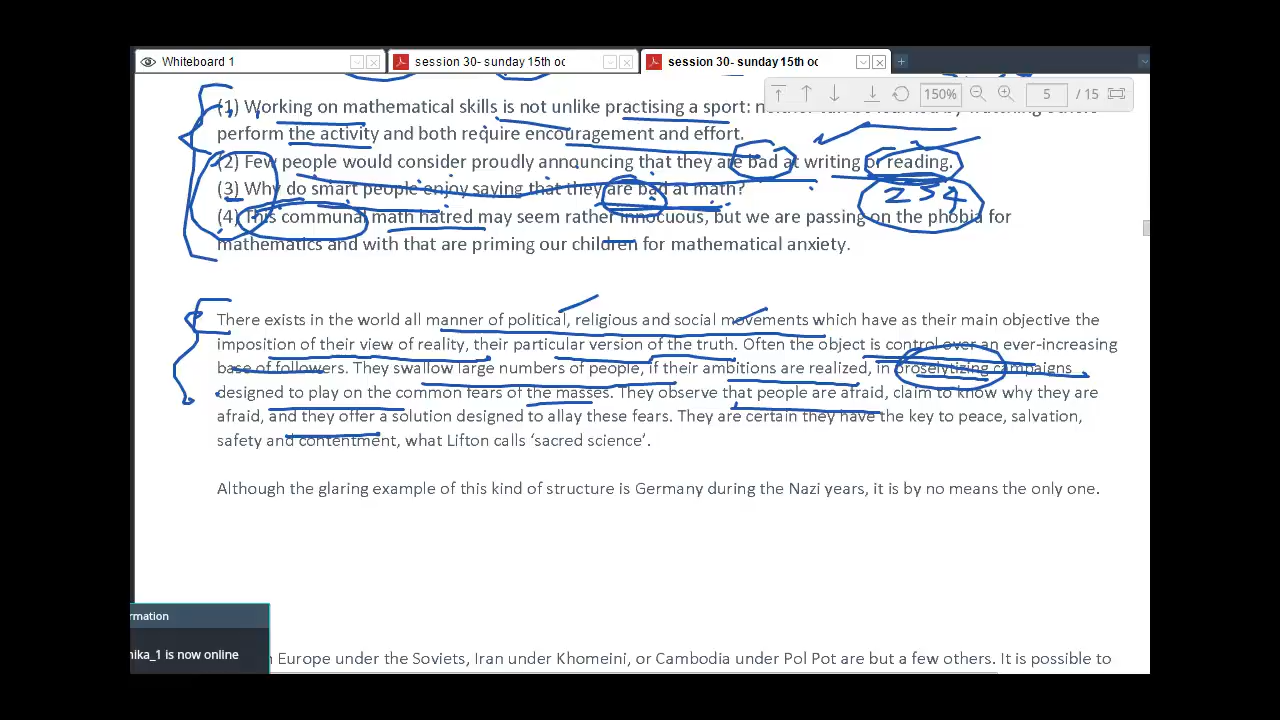 Whiteboard 1
session 30- sunday 15th oc
session 30- sunday 15th oc
150%
5
/ 15
(1) Working on mathematical skills is not unlike practising a sport:
perform the activity and both require encouragement and effort.
(2) Few people would consider proudly announcing that they are bad at writing or reading.
(3) Why do smart people enjoy saying that they are bad at math?
234
(4) This communal math hatred may seem rather innocuous, but we are passing on the phobia for
mathematics and with that are priming our children for mathematical anxiety.
There exists in the world all manner of political, religious and social movements which have as their main objective the
imposition of their view of reality, their particular version of the truth. Often the object is control over an ever-increasing
base of followers. They swallow large numbers of people, if their ambitions are realized, in proselytizing campaigns
designed to play on the common fears of the masses. They observe that people are afraid, claim to know why they are
afraid, and they offer a solution designed to allay these fears. They are certain they have the key to peace, salvation,
safety and contentment, what Lifton calls ‘sacred science’.
Although the glaring example of this kind of structure is Germany during the Nazi years, it is by no means the only one.
rmation
nika_1 is now online
Europe under the Soviets, Iran under Khomeini, or Cambodia under Pol Pot are but a few others. It is possible to